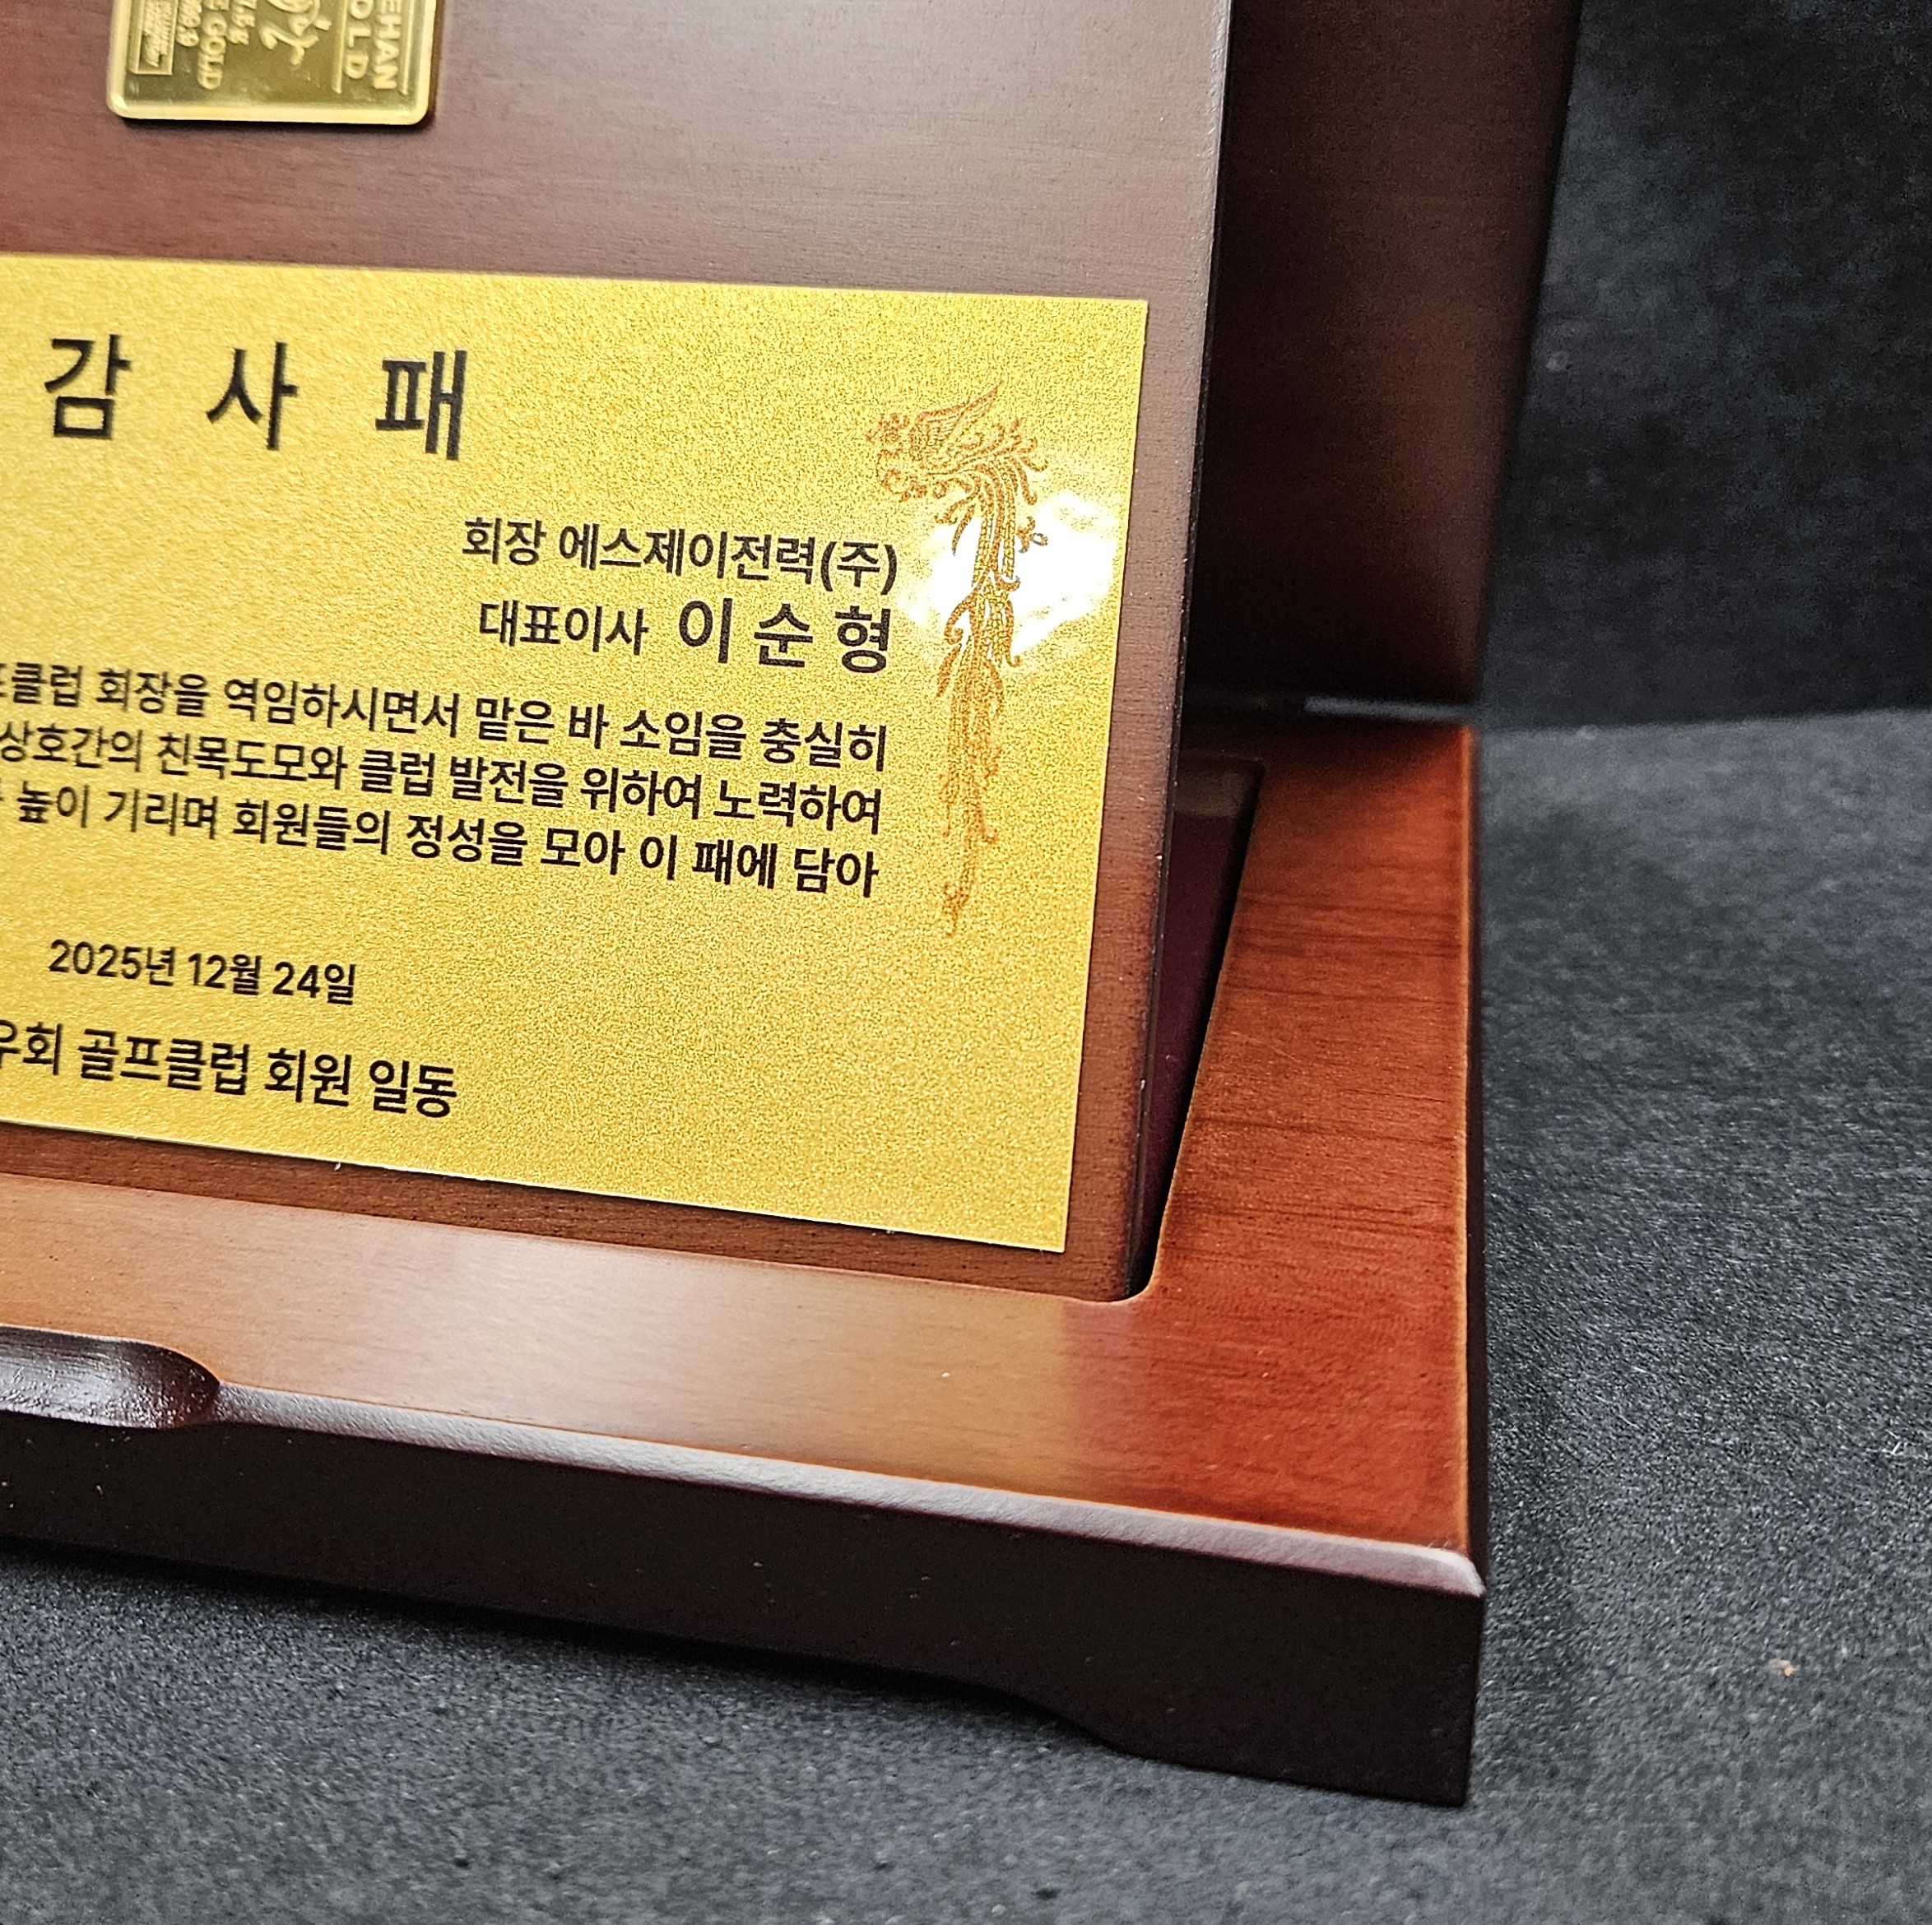 EHAN
OLD
GOLD
감 사 패
회장 에스제이전력(주)
대표이사 이 순 형
클럽 회장을 역임하시면서 맡은 바 소임을 충실히
상호간의 친목도모와 클럽 발전을 위하여 노력하여
높이 기리며 회원들의 정성을 모아 이 패에 담아
2025년 12월 24일
우회 골프클럽 회원 일동